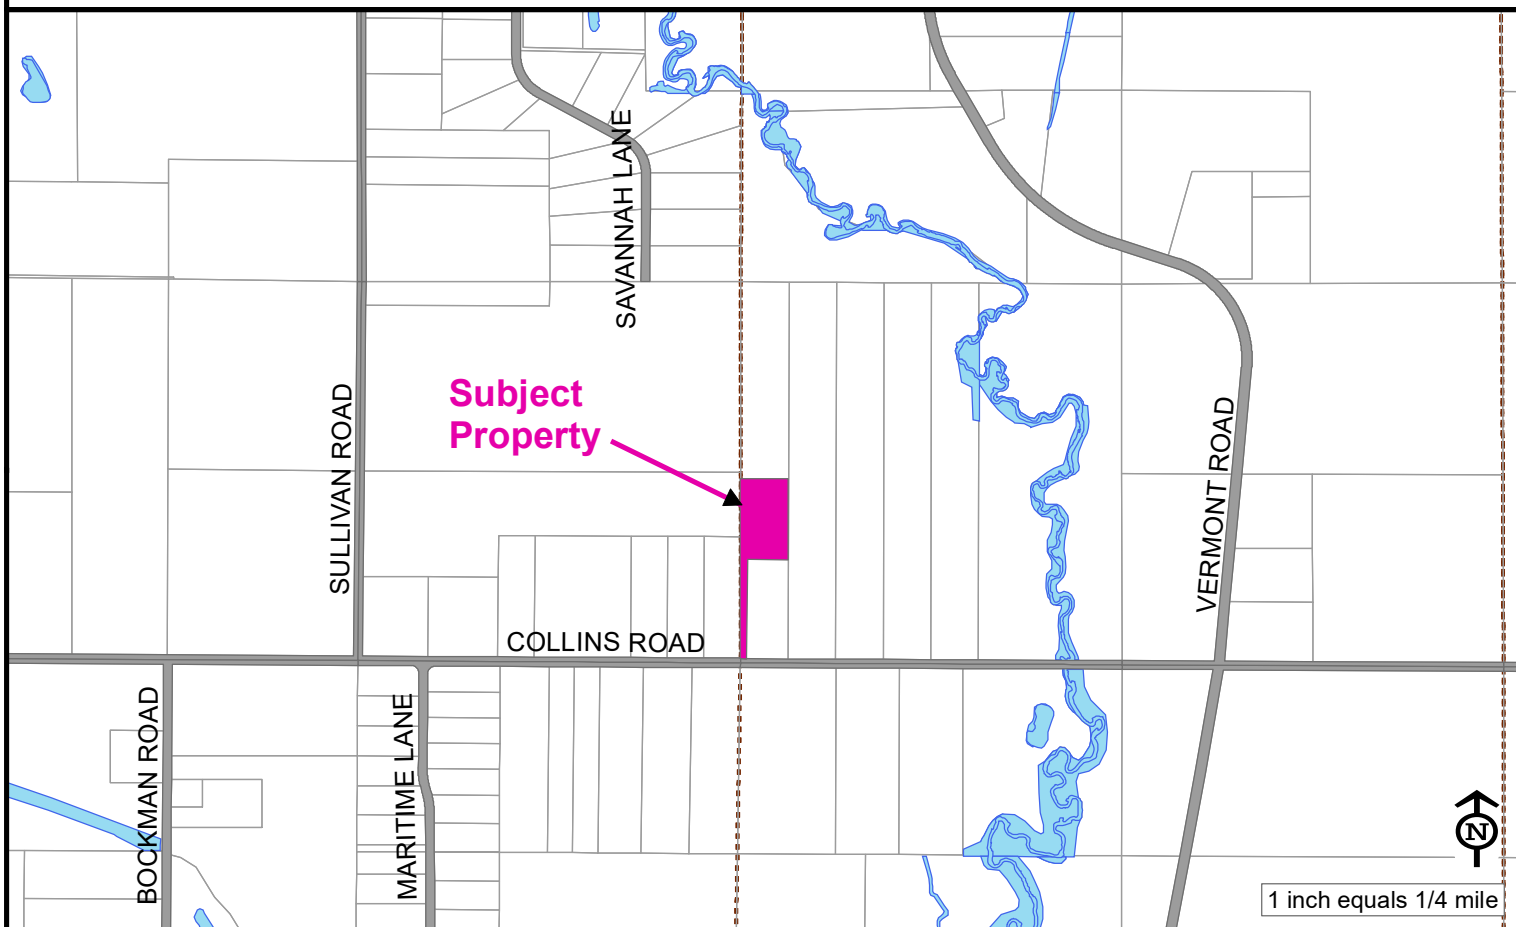 SAVANNAH LANE
Subject
Property
SULLIVAN ROAD
VERMONT ROAD
COLLINS ROAD
BOCKMAN ROAD
MARITIME LANE
N
1 inch equals 1/4 mile